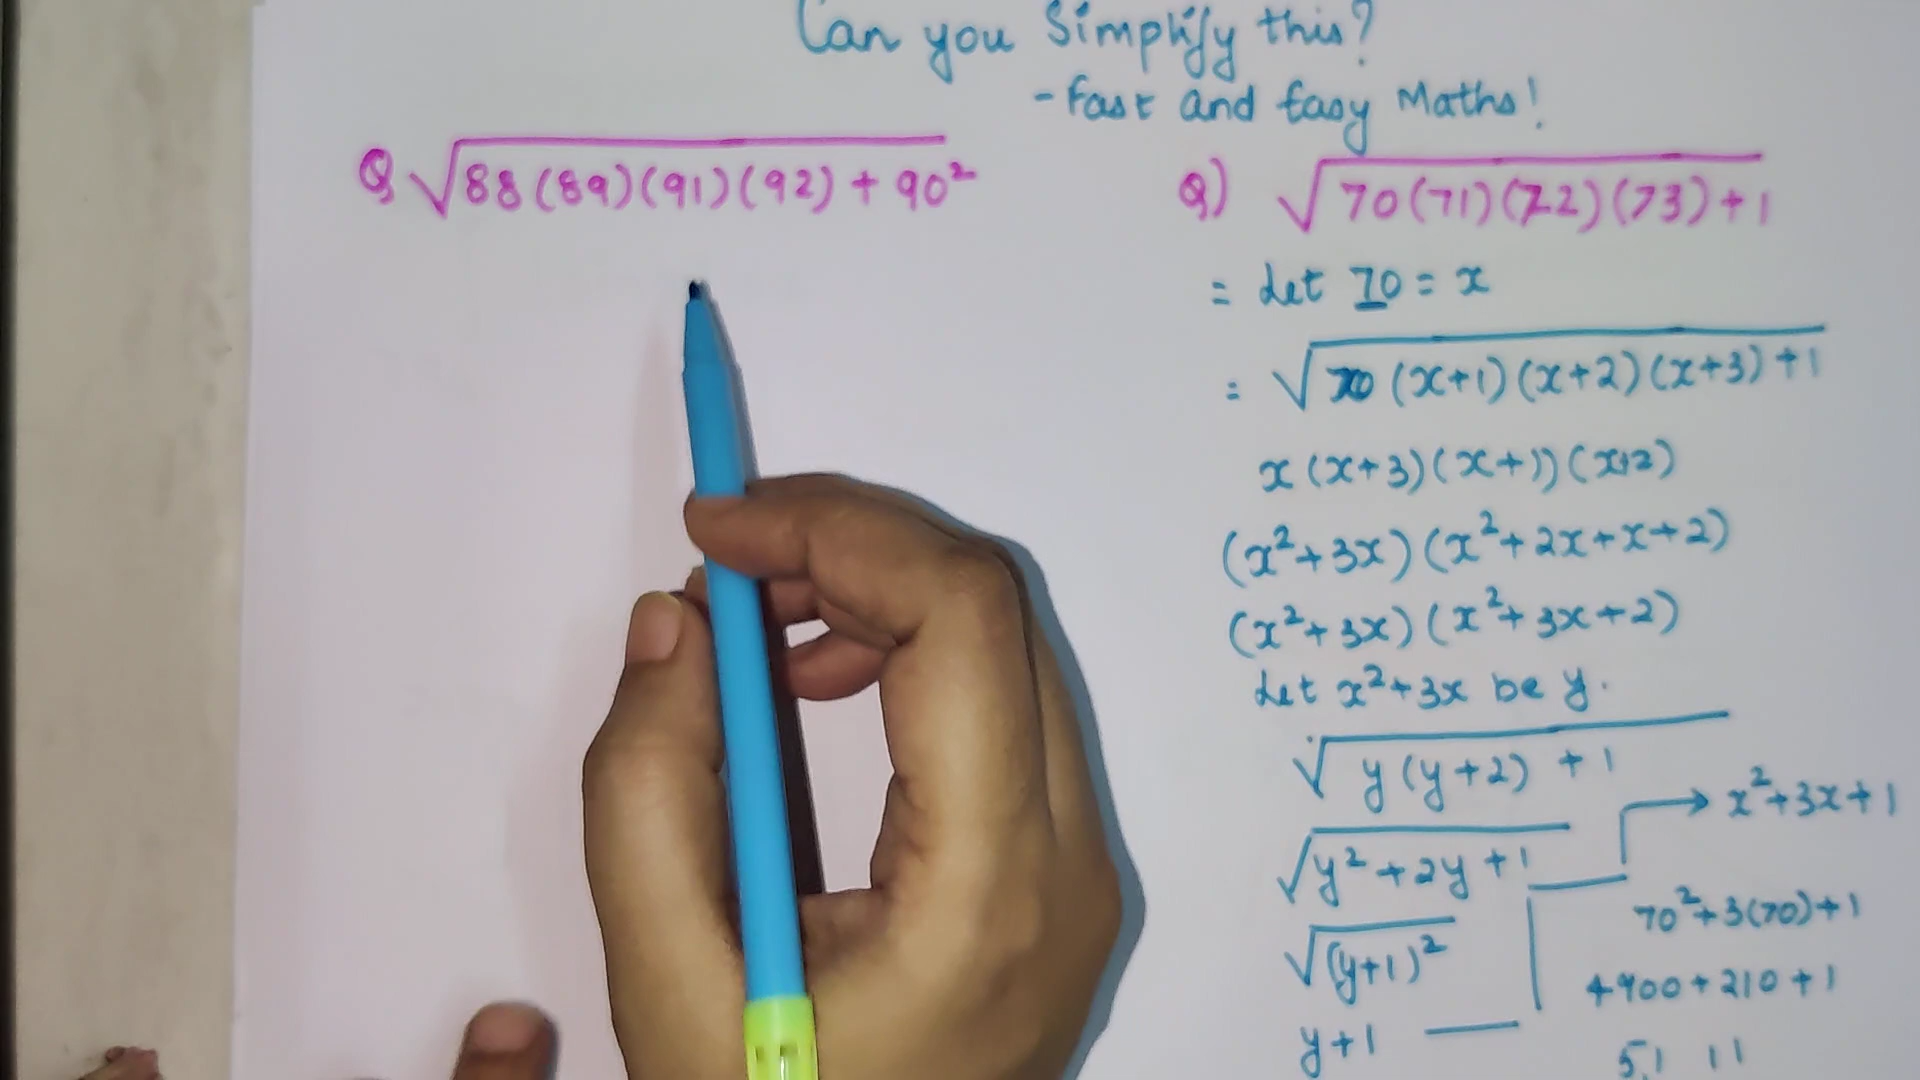 Can you Simplify this?
- Fast and Easy Maths!
Q √88(89)(91)(92) + 90²
Q) √70(71)(72)(73)+1
= Let 70 = x
= √70(x+1)(x+2)(x+3)+1
x(x+3)(x+1)(x+2)
(x²+3x)(x²+2x+x+2)
(x²+3x)(x²+3x+2)
Let x²+3x be y.
√y(y+2) +1
→ x²+3x+1
√y²+2y+1
70²+3(70)+1
√(y+1)²
4900+210+1
y+1
51 11